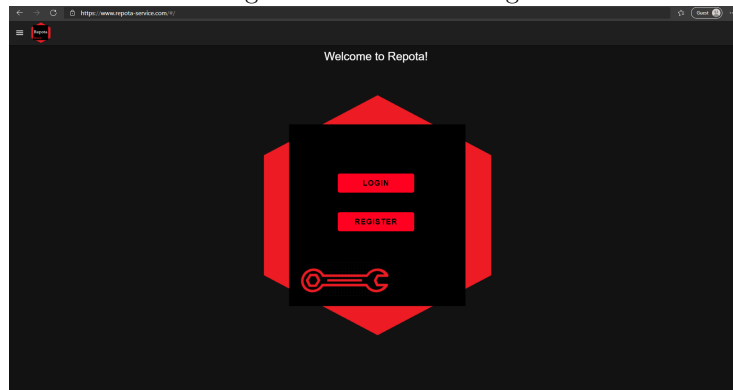 https://www.repota-service.com/#/
Guest
Repota
Welcome to Repota!
LOGIN
REGISTER